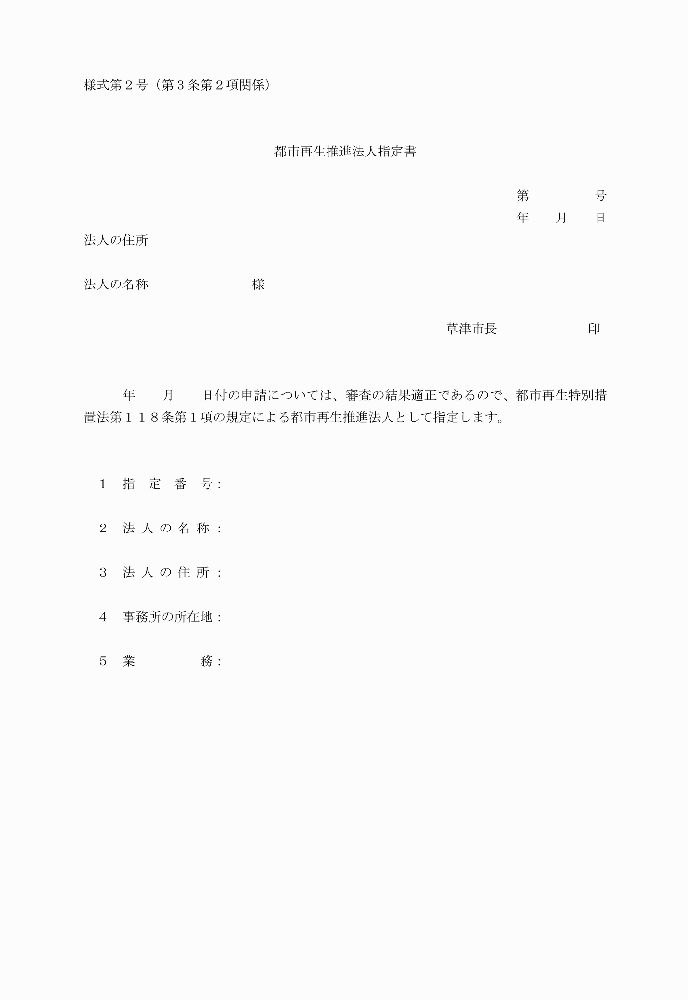 様式第２号（第３条第２項関係）
都市再生推進法人指定書
第　　　　　号
年　　月　　日
法人の住所
法人の名称　　　　　　　　様
草津市長　　　　　　　印
　　　年　　月　　日付の申請については、審査の結果適正であるので、都市再生特別措
置法第１１８条第１項の規定による都市再生推進法人として指定します。
１　指　定　番　号：
２　法 人 の 名 称 ：
３　法 人 の 住 所 ：
４　事務所の所在地：
５　業　　　　　務：